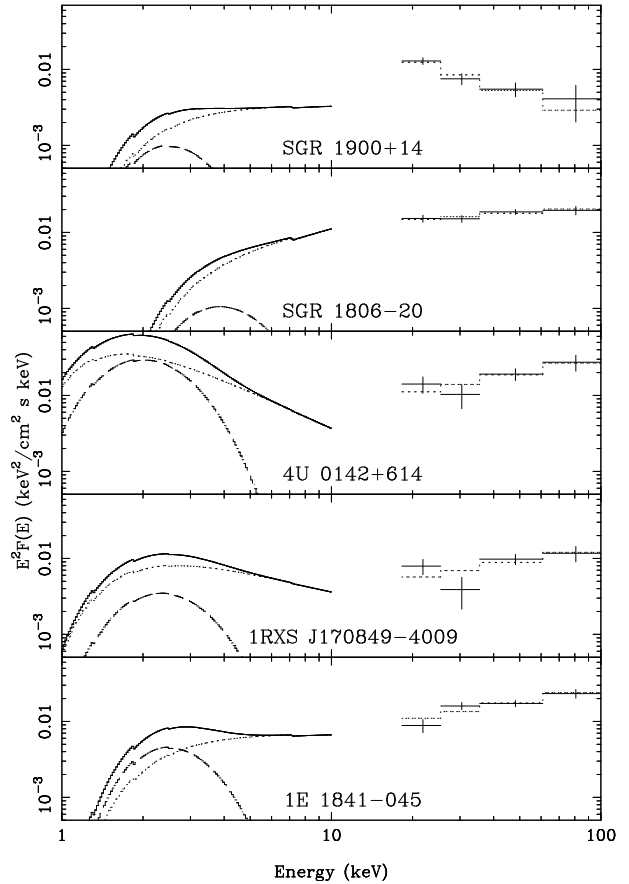 0.01
10⁻³
SGR 1900+14
0.01
10⁻³
SGR 1806−20
0.01
10⁻³
4U 0142+614
E²F(E) (keV²/cm² s keV)
0.01
10⁻³
1RXS J170849−4009
0.01
10⁻³
1E 1841−045
1 10 100
Energy (keV)